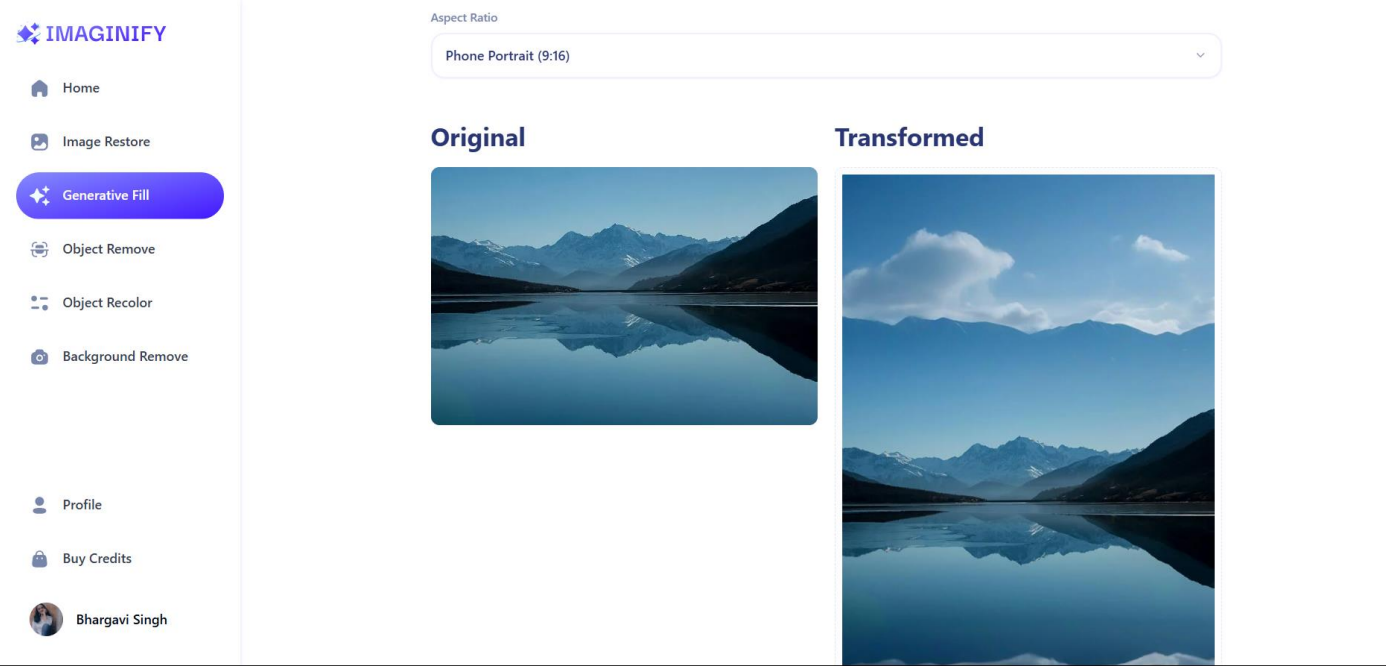 IMAGINIFY
Home
Image Restore
Generative Fill
Object Remove
Object Recolor
Background Remove
Profile
Buy Credits
Bhargavi Singh
Aspect Ratio
Phone Portrait (9:16)
Original
Transformed